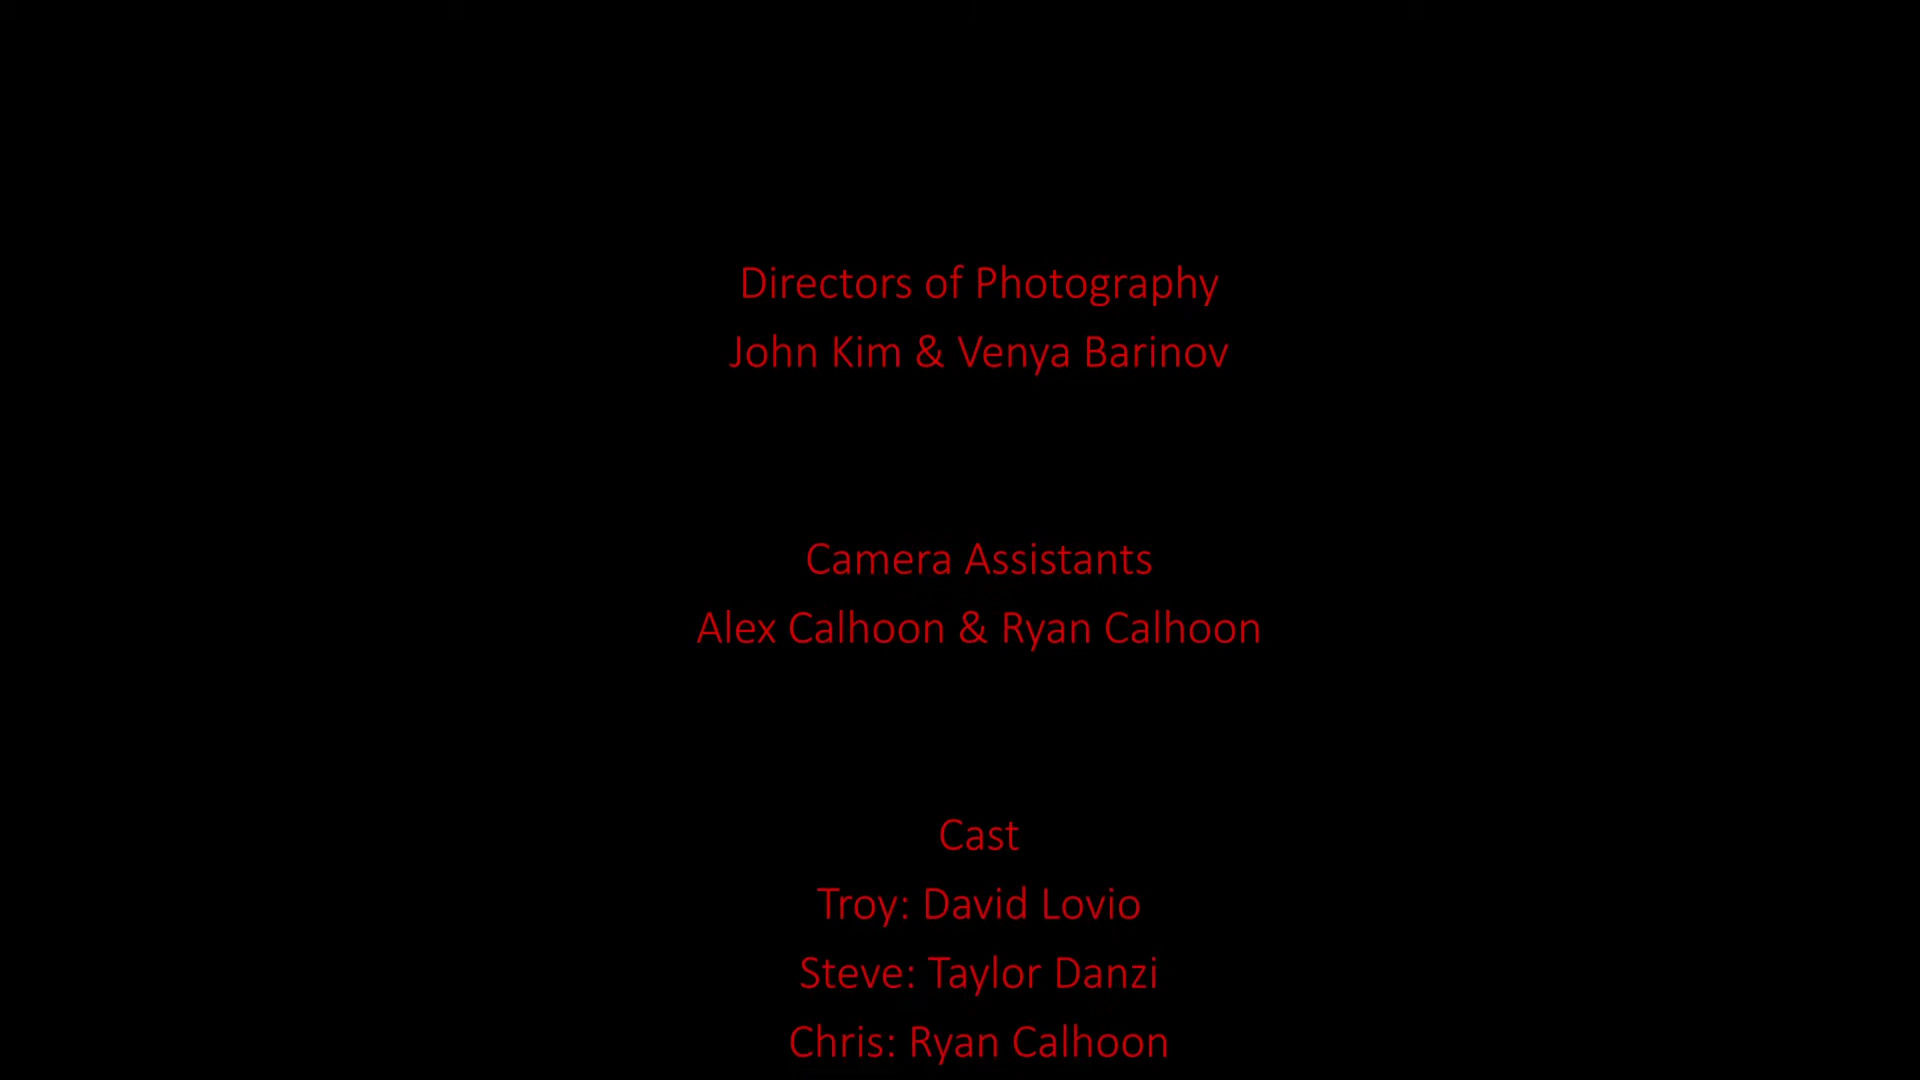 Directors of Photography
John Kim & Venya Barinov
Camera Assistants
Alex Calhoon & Ryan Calhoon
Cast
Troy: David Lovio
Steve: Taylor Danzi
Chris: Ryan Calhoon